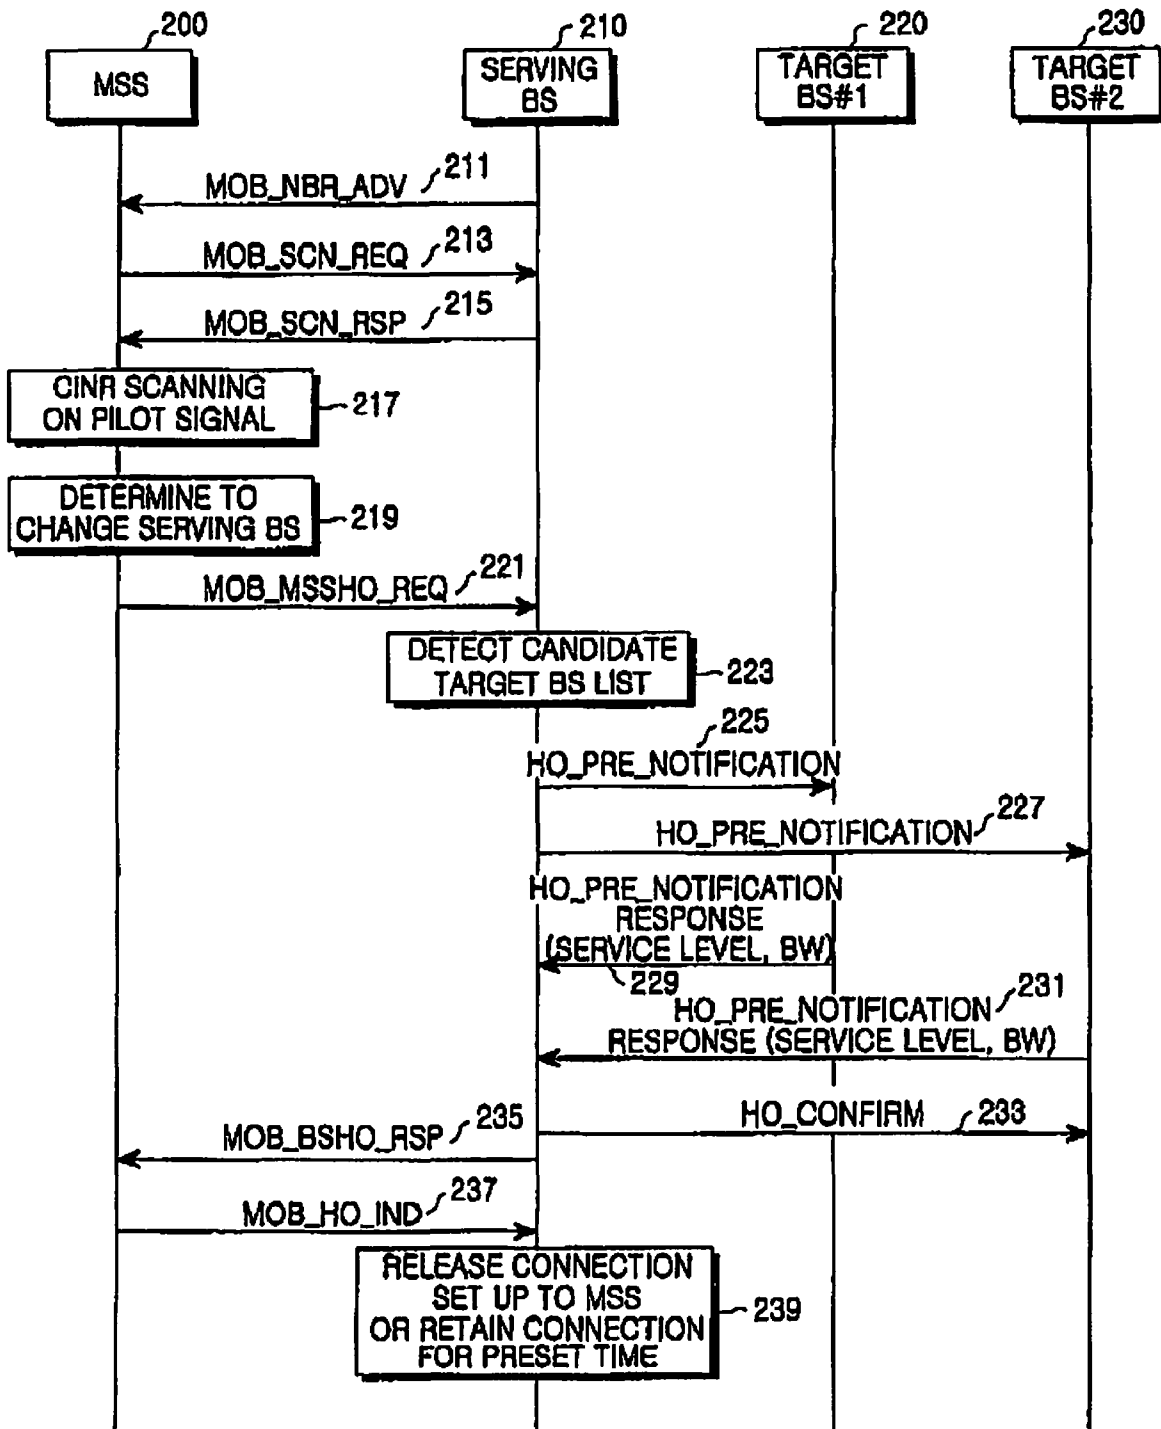 200
210
220
230
MSS
SERVING
BS
TARGET
BS#1
TARGET
BS#2
MOB_NBR_ADV
211
MOB_SCN_REQ
213
MOB_SCN_RSP
215
CINR SCANNING
ON PILOT SIGNAL
217
DETERMINE TO
CHANGE SERVING BS
219
MOB_MSSHO_REQ
221
DETECT CANDIDATE
TARGET BS LIST
223
225
HO_PRE_NOTIFICATION
HO_PRE_NOTIFICATION
227
HO_PRE_NOTIFICATION
RESPONSE
(SERVICE LEVEL, BW)
229
HO_PRE_NOTIFICATION
231
RESPONSE (SERVICE LEVEL, BW)
HO_CONFIRM
233
MOB_BSHO_RSP
235
MOB_HO_IND
237
RELEASE CONNECTION
SET UP TO MSS
OR RETAIN CONNECTION
FOR PRESET TIME
239